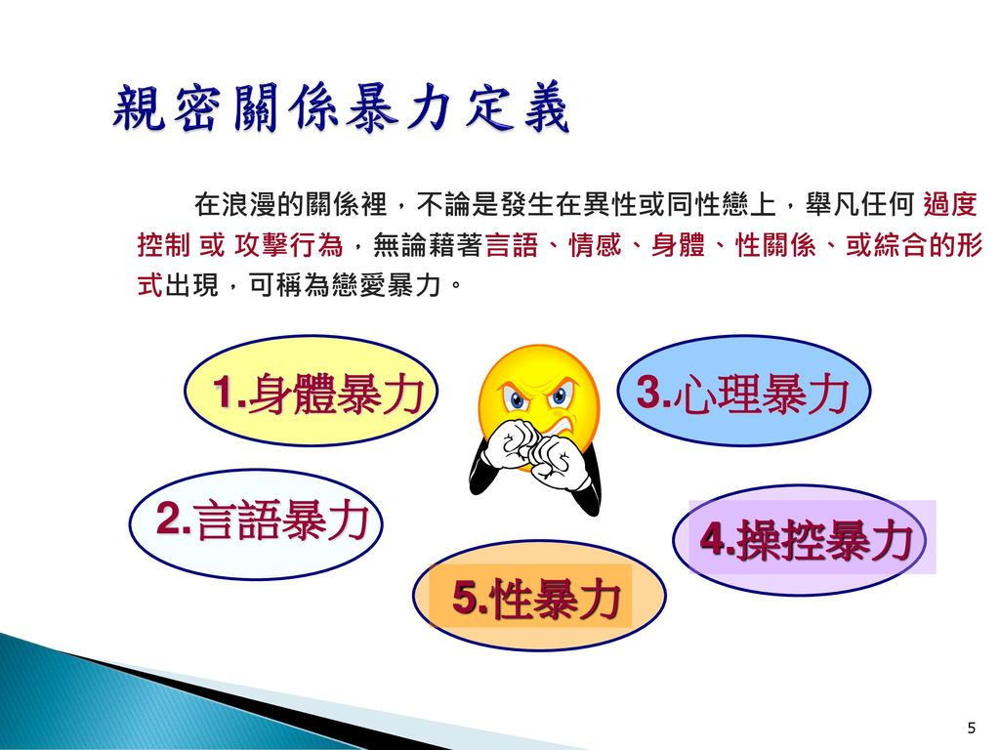 親密關係暴力定義
在浪漫的關係裡，不論是發生在異性或同性戀上，舉凡任何 過度
控制 或 攻擊行為，無論藉著言語、情感、身體、性關係、或綜合的形
式出現，可稱為戀愛暴力。
1.身體暴力
3.心理暴力
2.言語暴力
4.操控暴力
5.性暴力
5